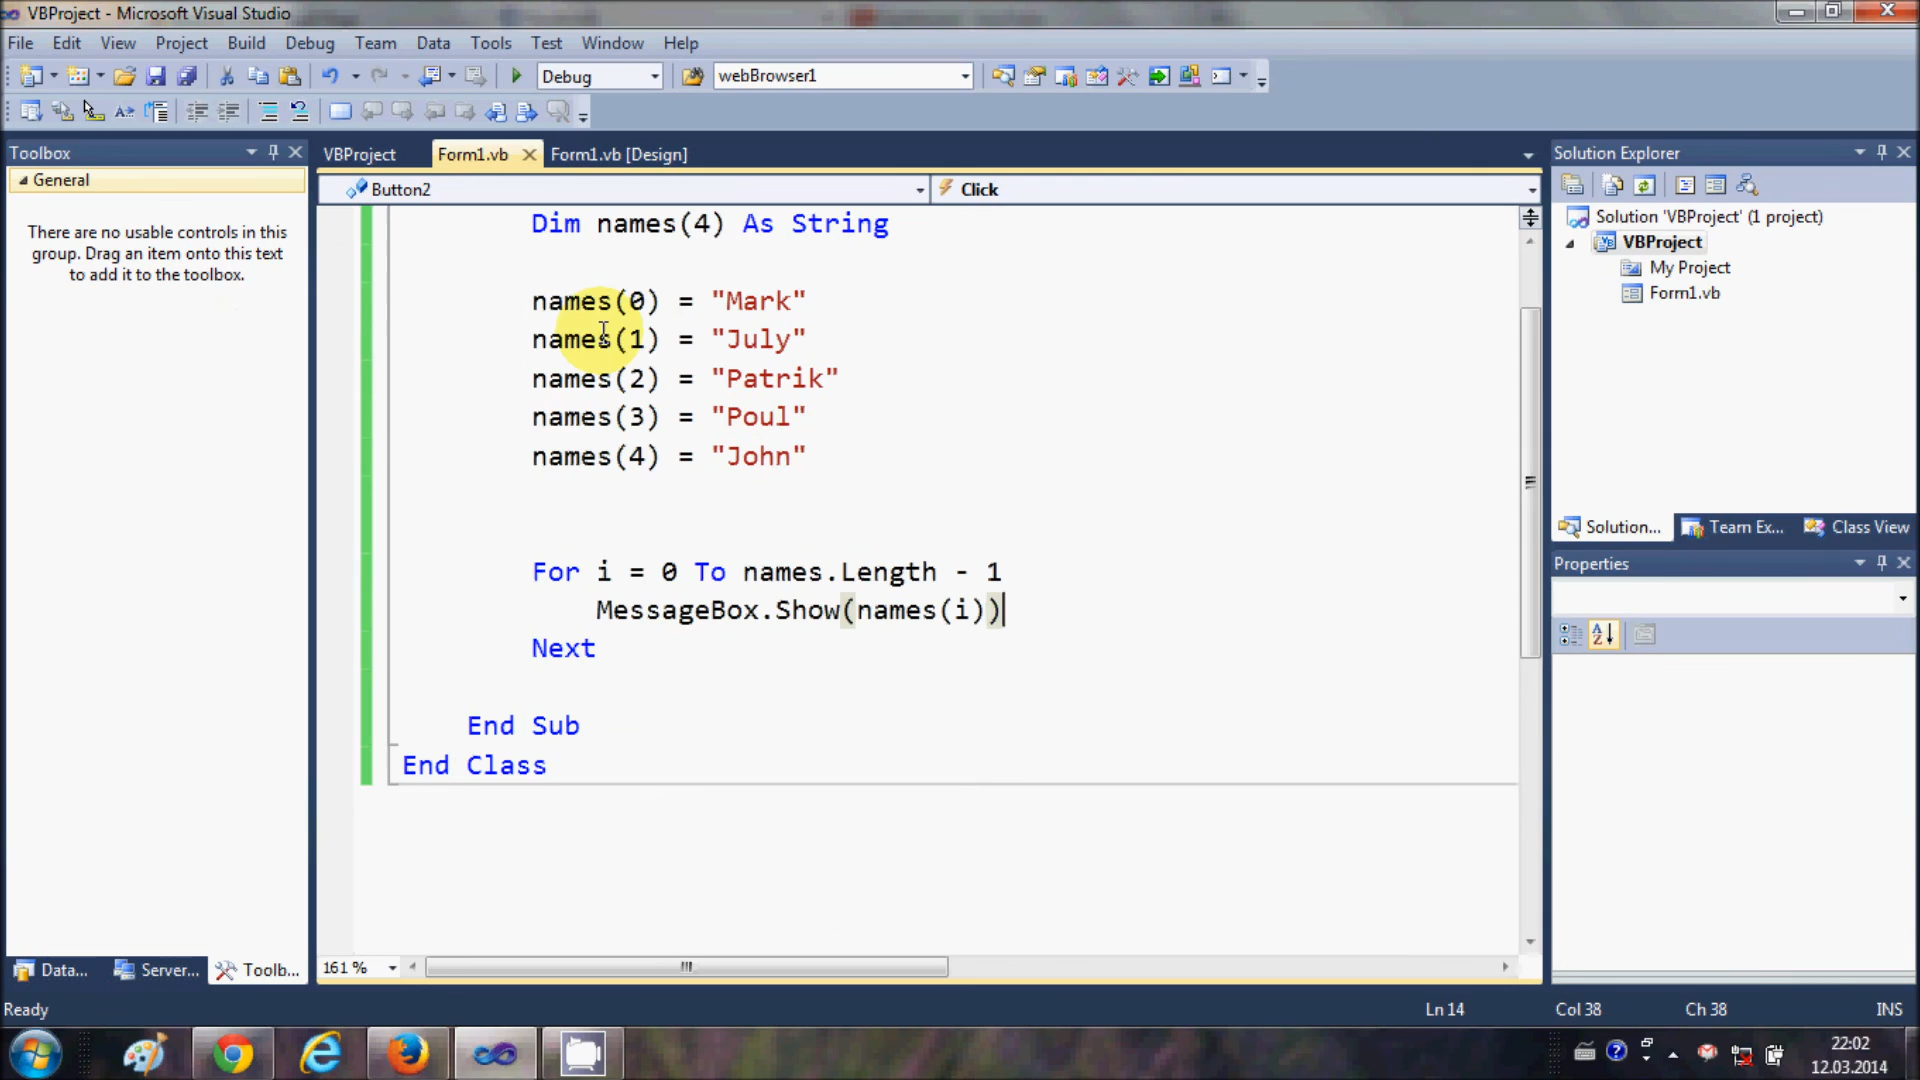 VBProject - Microsoft Visual Studio
File Edit View Project Build Debug Team Data Tools Test Window Help
Debug webBrowser1
Toolbox
General
There are no usable controls in this
group. Drag an item onto this text
to add it to the toolbox.
Data... Server... Toolb...
VBProject Form1.vb Form1.vb [Design]
Button2 Click
Dim names(4) As String
names(0) = "Mark"
names(1) = "July"
names(2) = "Patrik"
names(3) = "Poul"
names(4) = "John"
For i = 0 To names.Length - 1
MessageBox.Show(names(i))
Next
End Sub
End Class
161 %
Solution Explorer
Solution 'VBProject' (1 project)
VBProject
My Project
Form1.vb
Solution... Team Ex... Class View
Properties
Ready Ln 14 Col 38 Ch 38 INS
22:02
12.03.2014